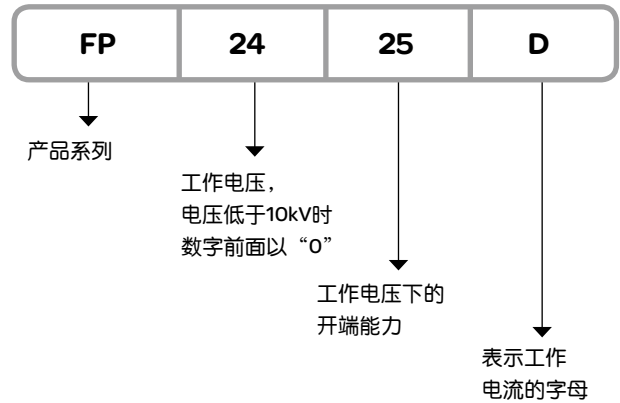 FP 24 25 D
产品系列
工作电压，
电压低于10kV时
数字前面以“0”
工作电压下的
开端能力
表示工作
电流的字母